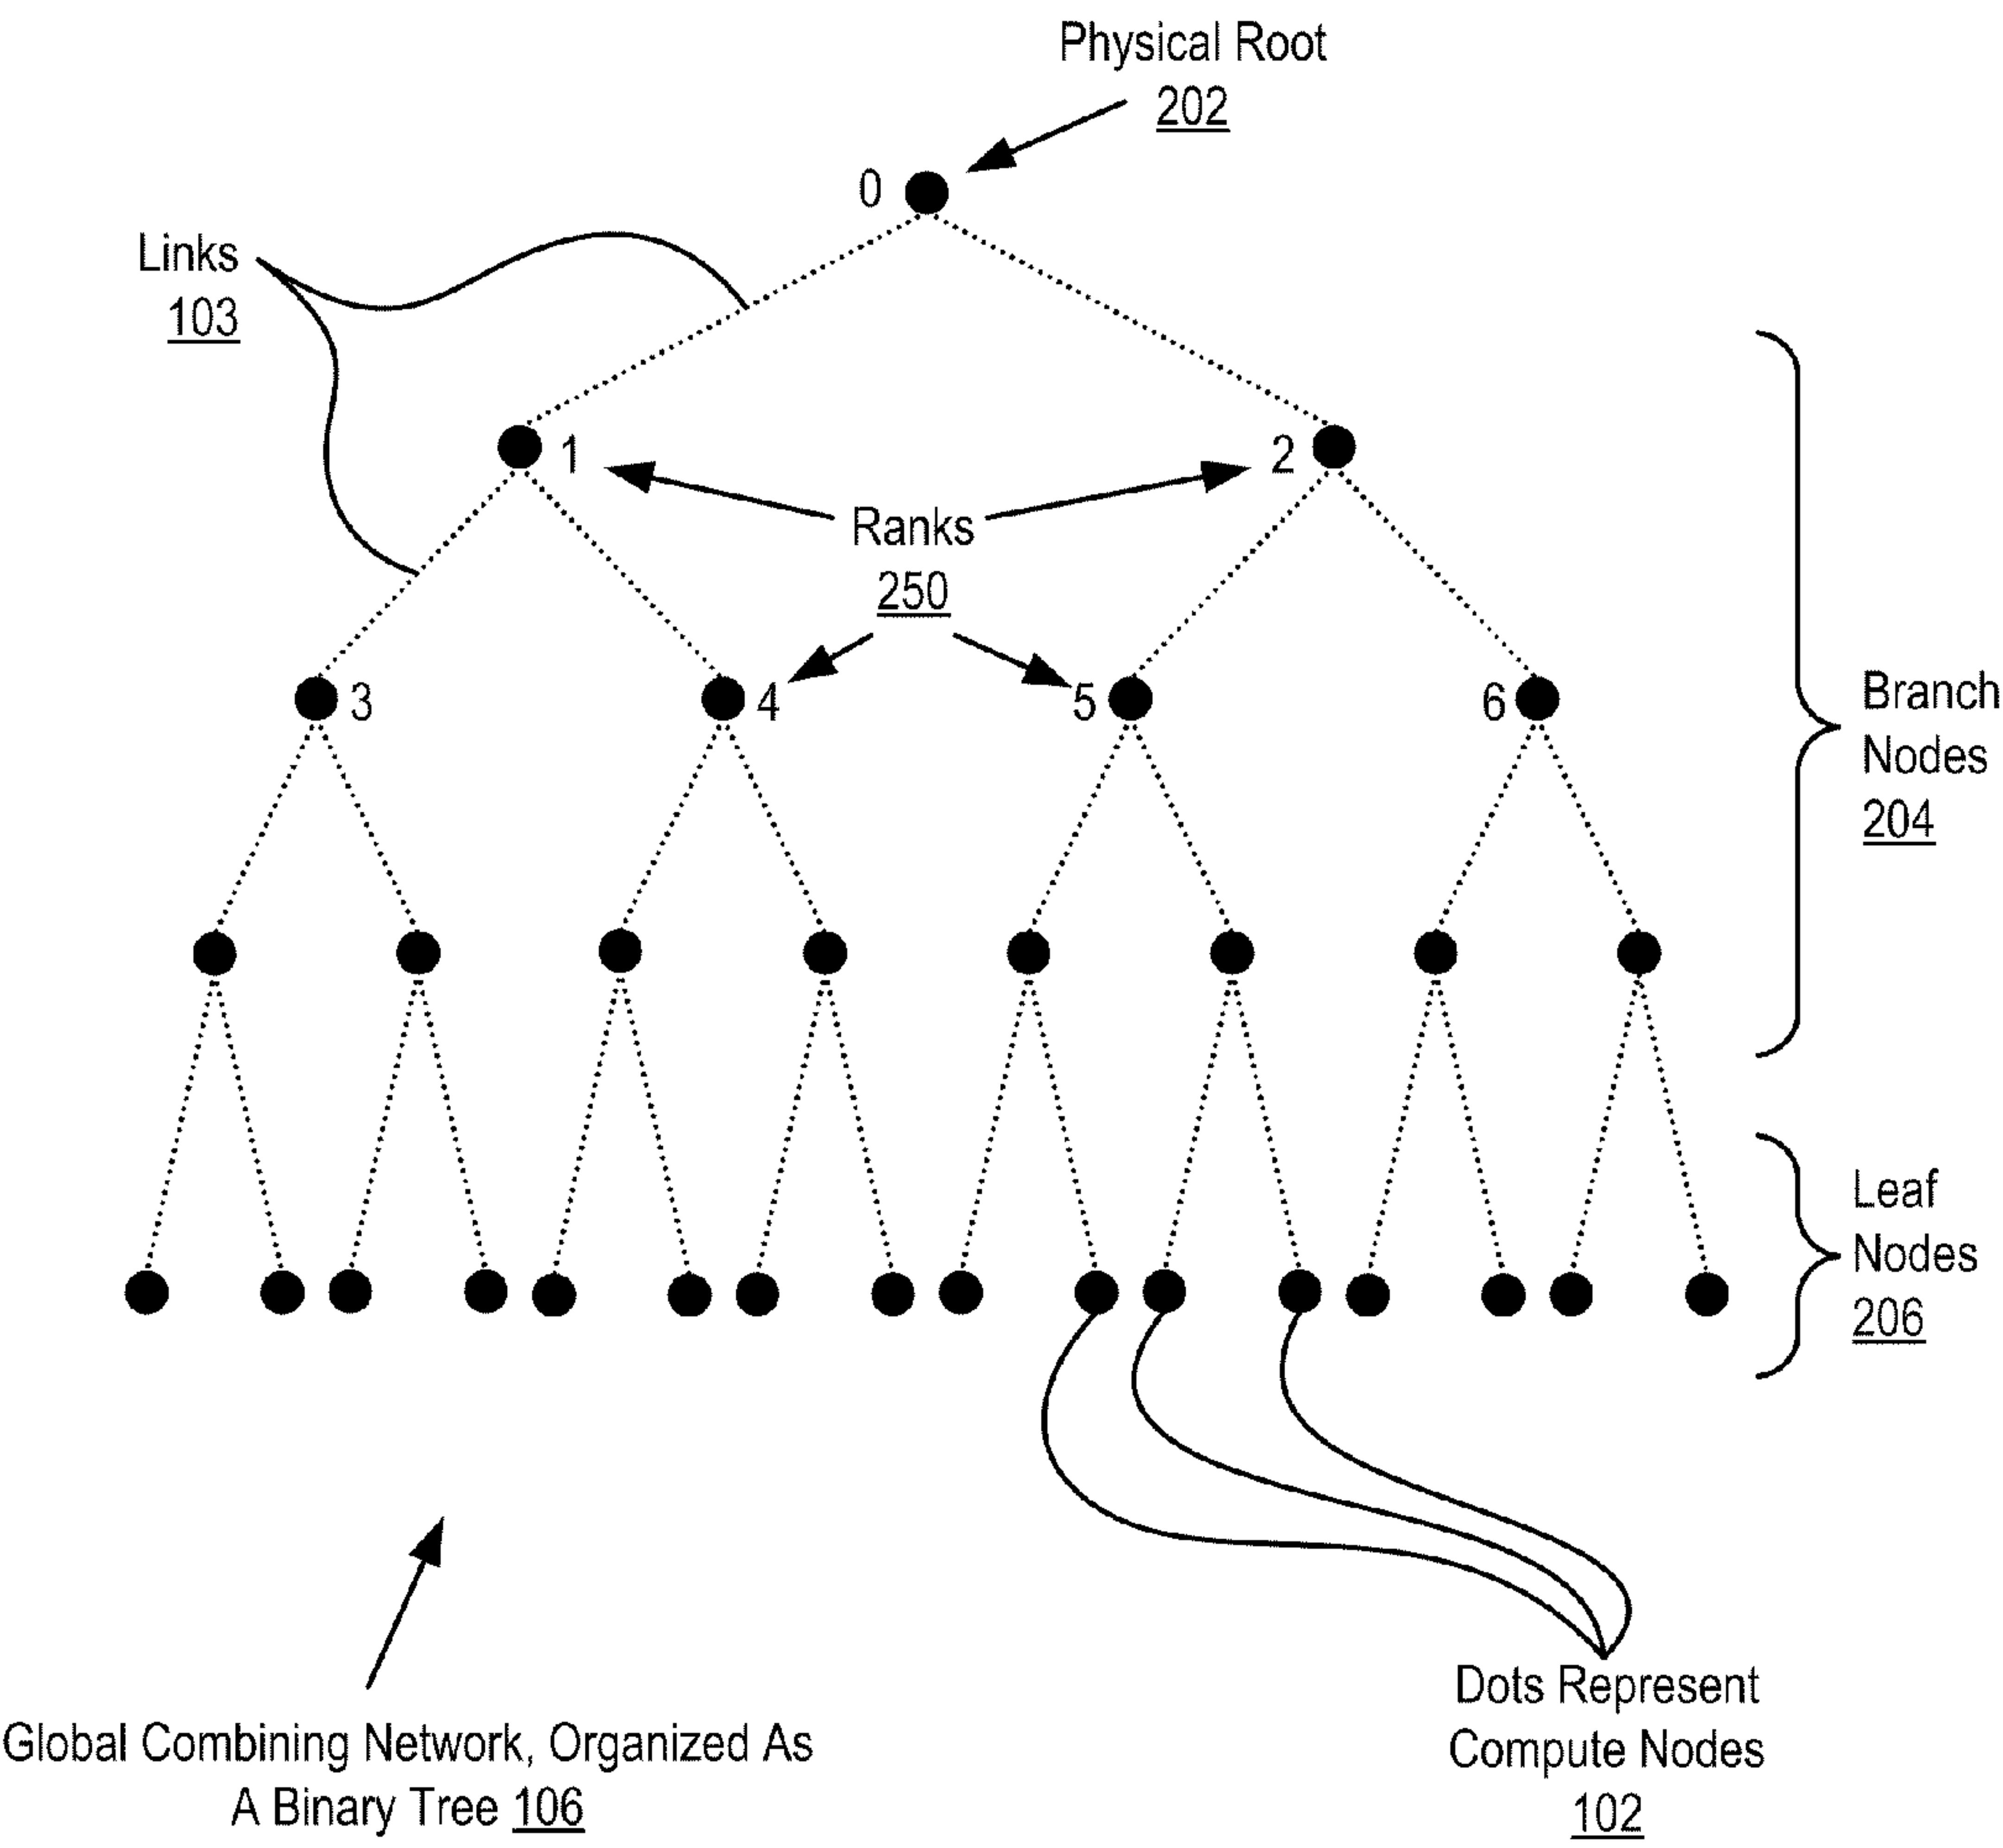 Physical Root
202
0
Links
103
1
2
Ranks
250
3
4
5
6
Branch
Nodes
204
Leaf
Nodes
206
Global Combining Network, Organized As
A Binary Tree 106
Dots Represent
Compute Nodes
102